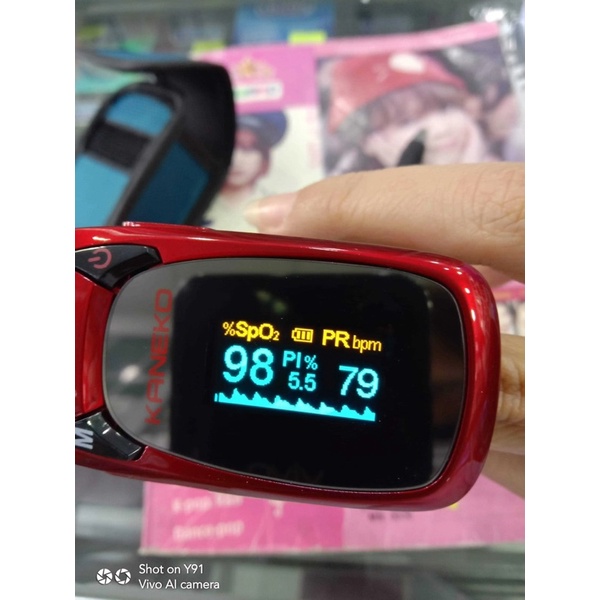 KANEKO
M
%SpO2 PR bpm
98 PI% 5.5 79
Shot on Y91
Vivo AI camera